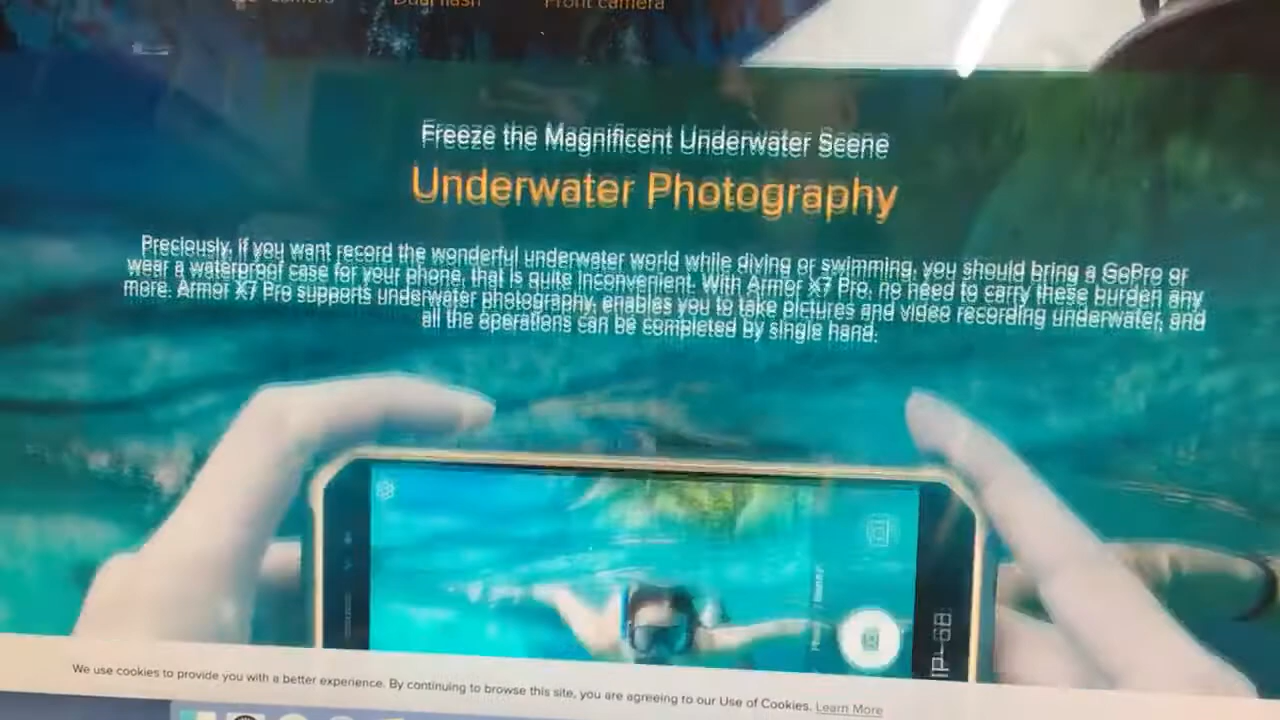 camera Dual flash Front camera
Freeze the Magnificent Underwater Scene
Underwater Photography
Preciously, if you want record the wonderful underwater world while diving or swimming, you should bring a GoPro or
wear a waterproof case for your phone, that is quite inconvenient. With Armor X7 Pro, no need to carry these burden any
more. Armor X7 Pro supports underwater photography, enables you to take pictures and video recording underwater, and
all the operations can be completed by single hand.
We use cookies to provide you with a better experience. By continuing to browse this site, you are agreeing to our Use of Cookies. Learn More